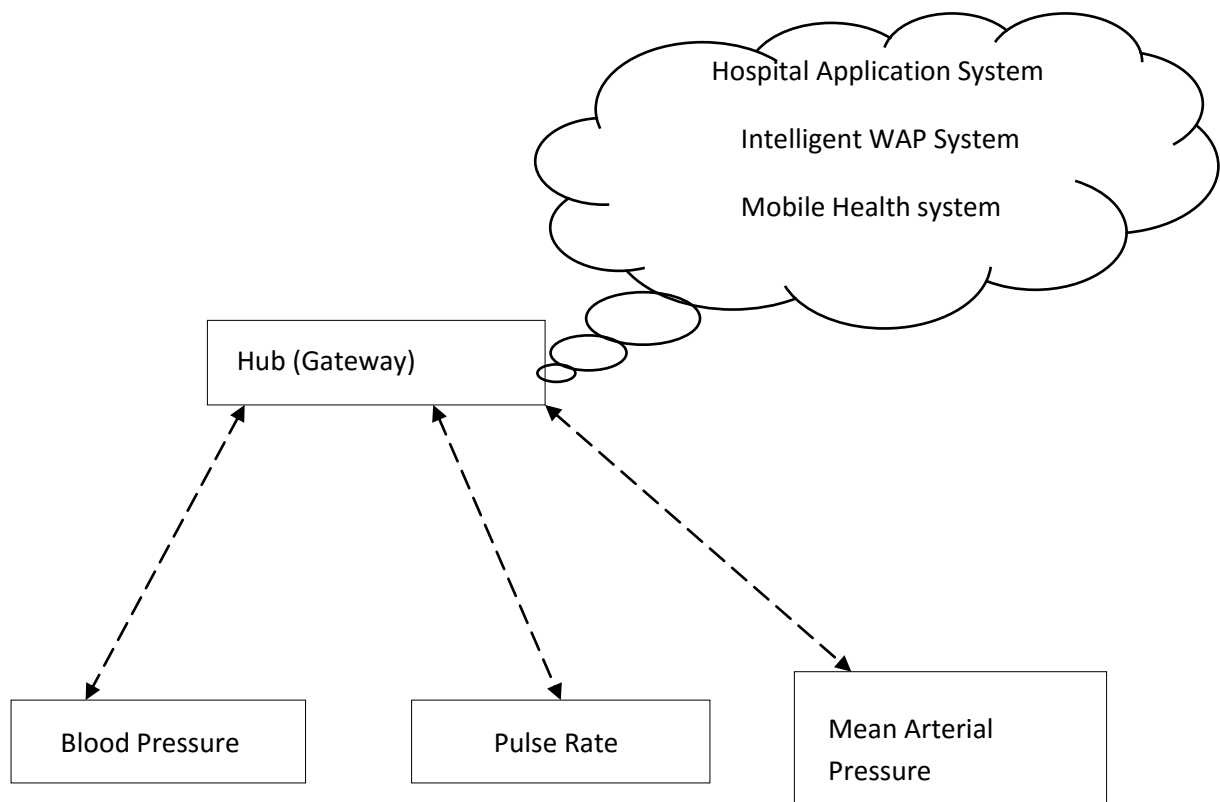 Hospital Application System
Intelligent WAP System
Mobile Health system
Hub (Gateway)
Blood Pressure
Pulse Rate
Mean Arterial
Pressure